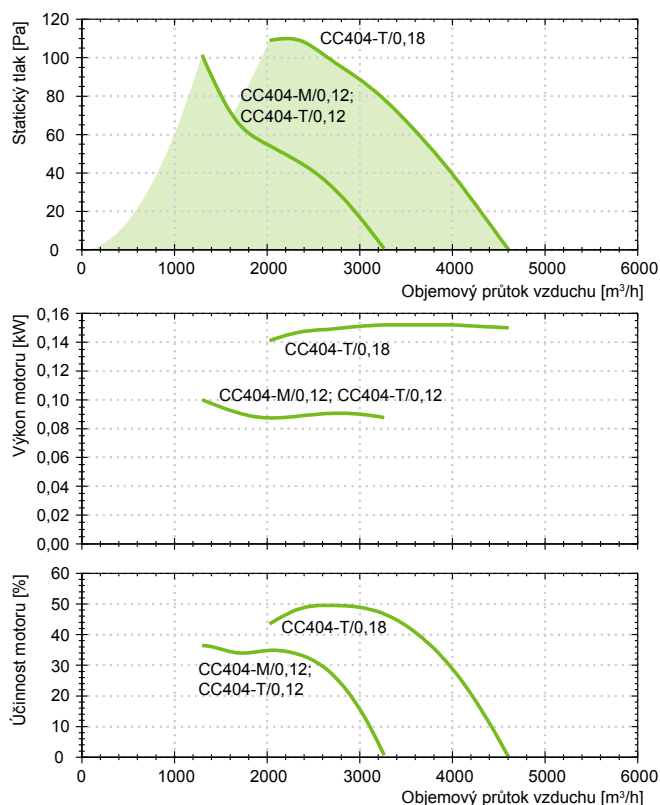 Statický tlak [Pa]
120
100
80
60
40
20
0
CC404-T/0,18
CC404-M/0,12;
CC404-T/0,12
0 1000 2000 3000 4000 5000 6000
Objemový průtok vzduchu [m³/h]
Výkon motoru [kW]
0,16
0,14
0,12
0,10
0,08
0,06
0,04
0,02
0,00
CC404-T/0,18
CC404-M/0,12; CC404-T/0,12
Účinnost motoru [%]
60
50
40
30
20
10
0
CC404-T/0,18
CC404-M/0,12;
CC404-T/0,12
0 1000 2000 3000 4000 5000 6000
Objemový průtok vzduchu [m³/h]